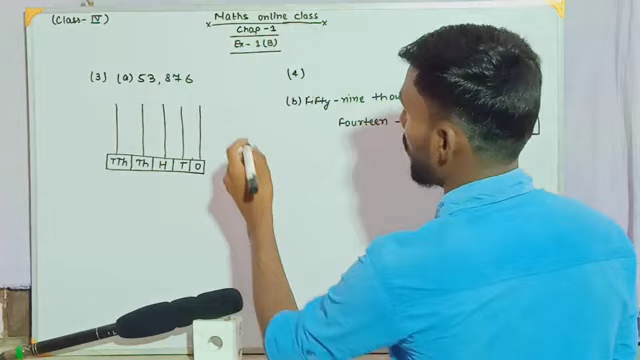 (Class- IV)
Maths online class
Chap -1
Ex - 1 (B)
(3) (a) 53,876
(4)
(b) Fifty-nine thou
Fourteen -
TTh Th H T O